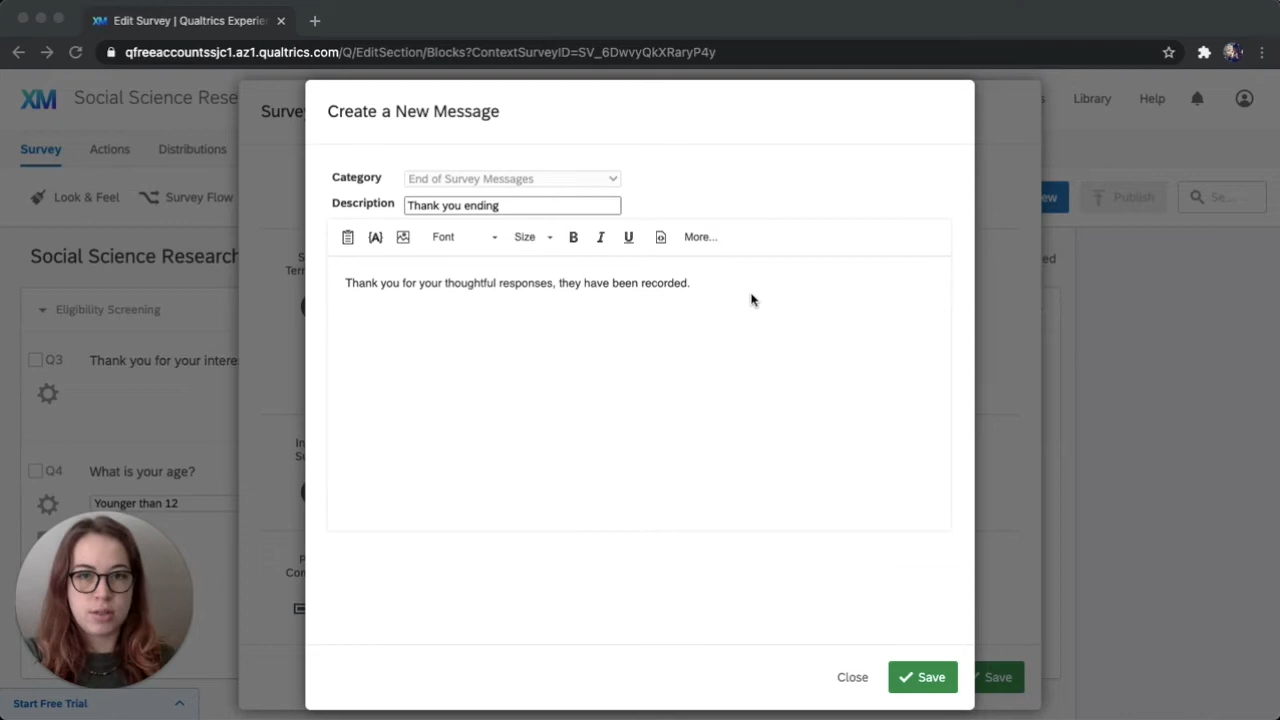 XM Edit Survey | Qualtrics Experie
qfreeaccountssjc1.az1.qualtrics.com/Q/EditSection/Blocks?ContextSurveyID=SV_6DwvyQkXRaryP4y
XM Social Science Rese
Library
Help
Survey
Actions
Distributions
Look & Feel
Survey Flow
Publish
Se...
Social Science Research
Eligibility Screening
Q3 Thank you for your intere
Q4 What is your age?
Younger than 12
Start Free Trial
Create a New Message
Category End of Survey Messages
Description Thank you ending
{A} Font Size B I U More...
Thank you for your thoughtful responses, they have been recorded.
Close
Save
Save